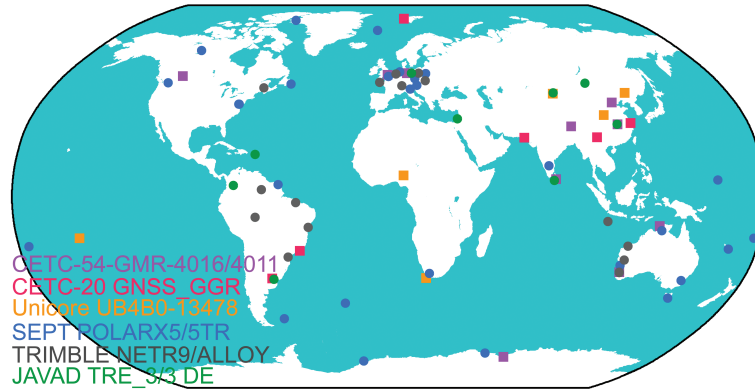 CETC-54-GMR-4016/4011
CETC-20 GNSS_GGR
Unicore UB4B0-13478
SEPT POLARX5/5TR
TRIMBLE NETR9/ALLOY
JAVAD TRE_3/3 DE